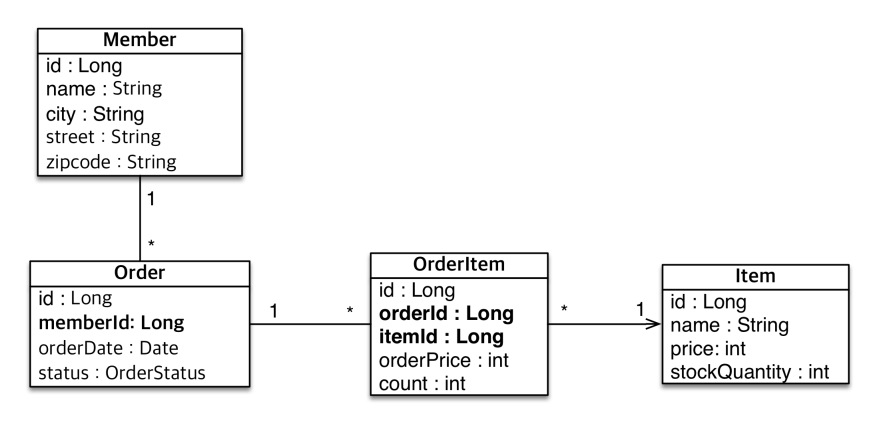 Member
id : Long
name : String
city : String
street : String
zipcode : String
1
*
Order
id : Long
memberId: Long
orderDate : Date
status : OrderStatus
1
*
OrderItem
id : Long
orderId : Long
itemId : Long
orderPrice : int
count : int
*
1
Item
id : Long
name : String
price: int
stockQuantity : int